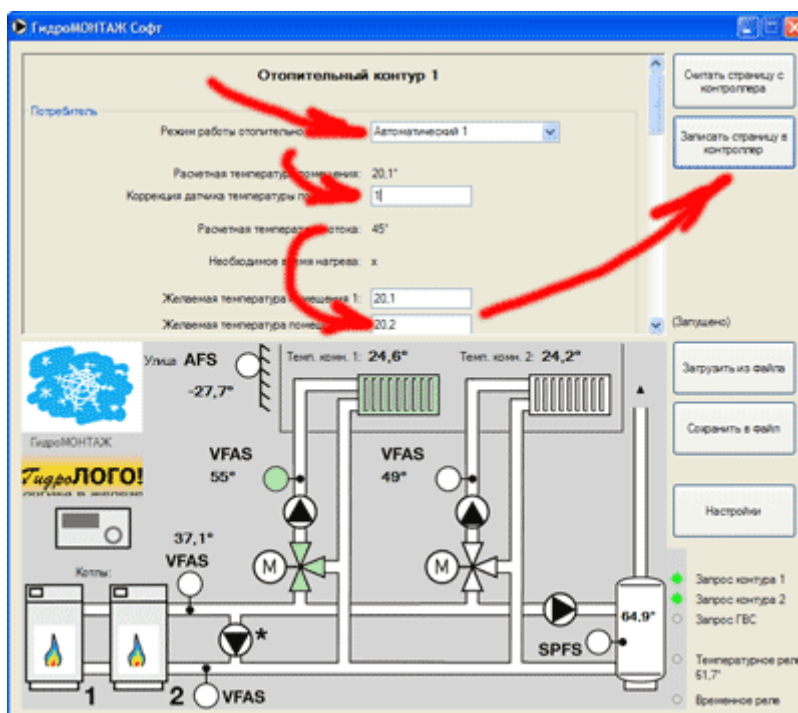 ГидроМОНТАЖ Софт
Отопительный контур 1
Потребитель
Режим работы отопительно
Автоматический 1
Расчетная температура помещения: 20,1°
Коррекция датчика температуры по
1
Расчетная температура потока: 45°
Необходимое время нагрева: x
Желаемая температура помещения 1: 20.1
Желаемая температура помещ 20.2
Считать страницу с
контроллера
Записать страницу в
контроллер
(Запущено)
Загрузить из файла
Сохранить в файл
Настройки
Улица AFS
-27,7°
Темп. комн. 1: 24,6°
Темп. комн. 2: 24,2°
ГидроМОНТАЖ
ГидроЛОГО!
логика в железе
VFAS
55°
VFAS
49°
37,1°
VFAS
Котлы:
M
M
*
64.9°
SPFS
1
2
VFAS
Запрос контура 1
Запрос контура 2
Запрос ГВС
Температурное реле
61,7°
Временное реле